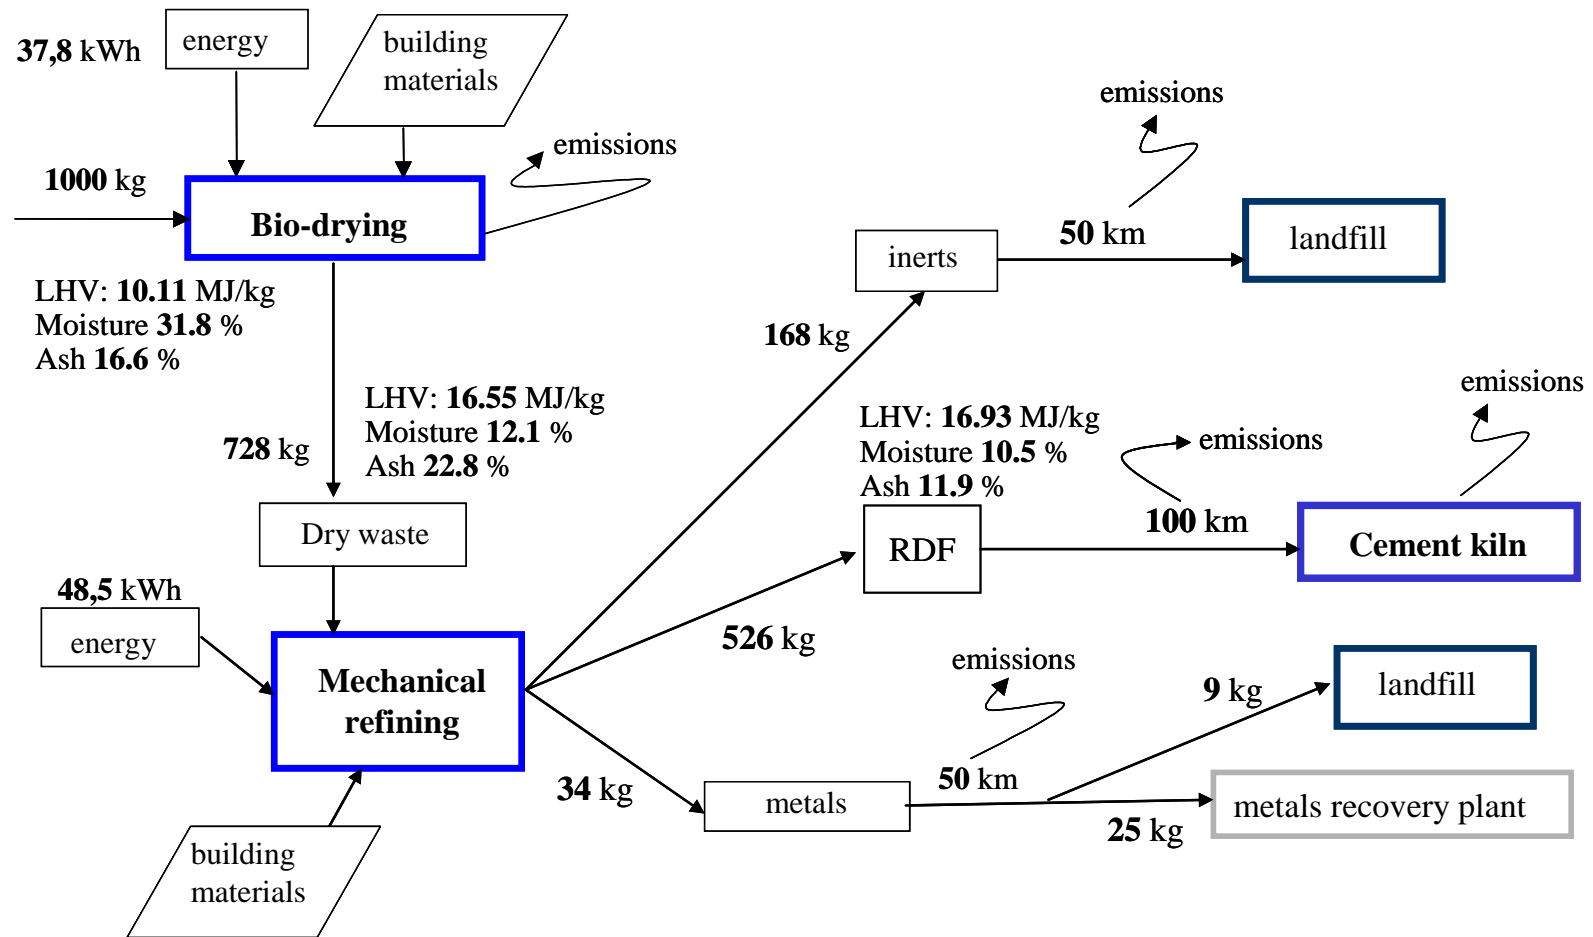 37,8 kWh
energy
building
materials
emissions
1000 kg
Bio-drying
LHV: 10.11 MJ/kg
Moisture 31.8 %
Ash 16.6 %
728 kg
LHV: 16.55 MJ/kg
Moisture 12.1 %
Ash 22.8 %
Dry waste
48,5 kWh
energy
Mechanical
refining
building
materials
168 kg
inerts
emissions
50 km
landfill
526 kg
LHV: 16.93 MJ/kg
Moisture 10.5 %
Ash 11.9 %
RDF
emissions
100 km
emissions
Cement kiln
34 kg
metals
emissions
50 km
9 kg
landfill
25 kg
metals recovery plant